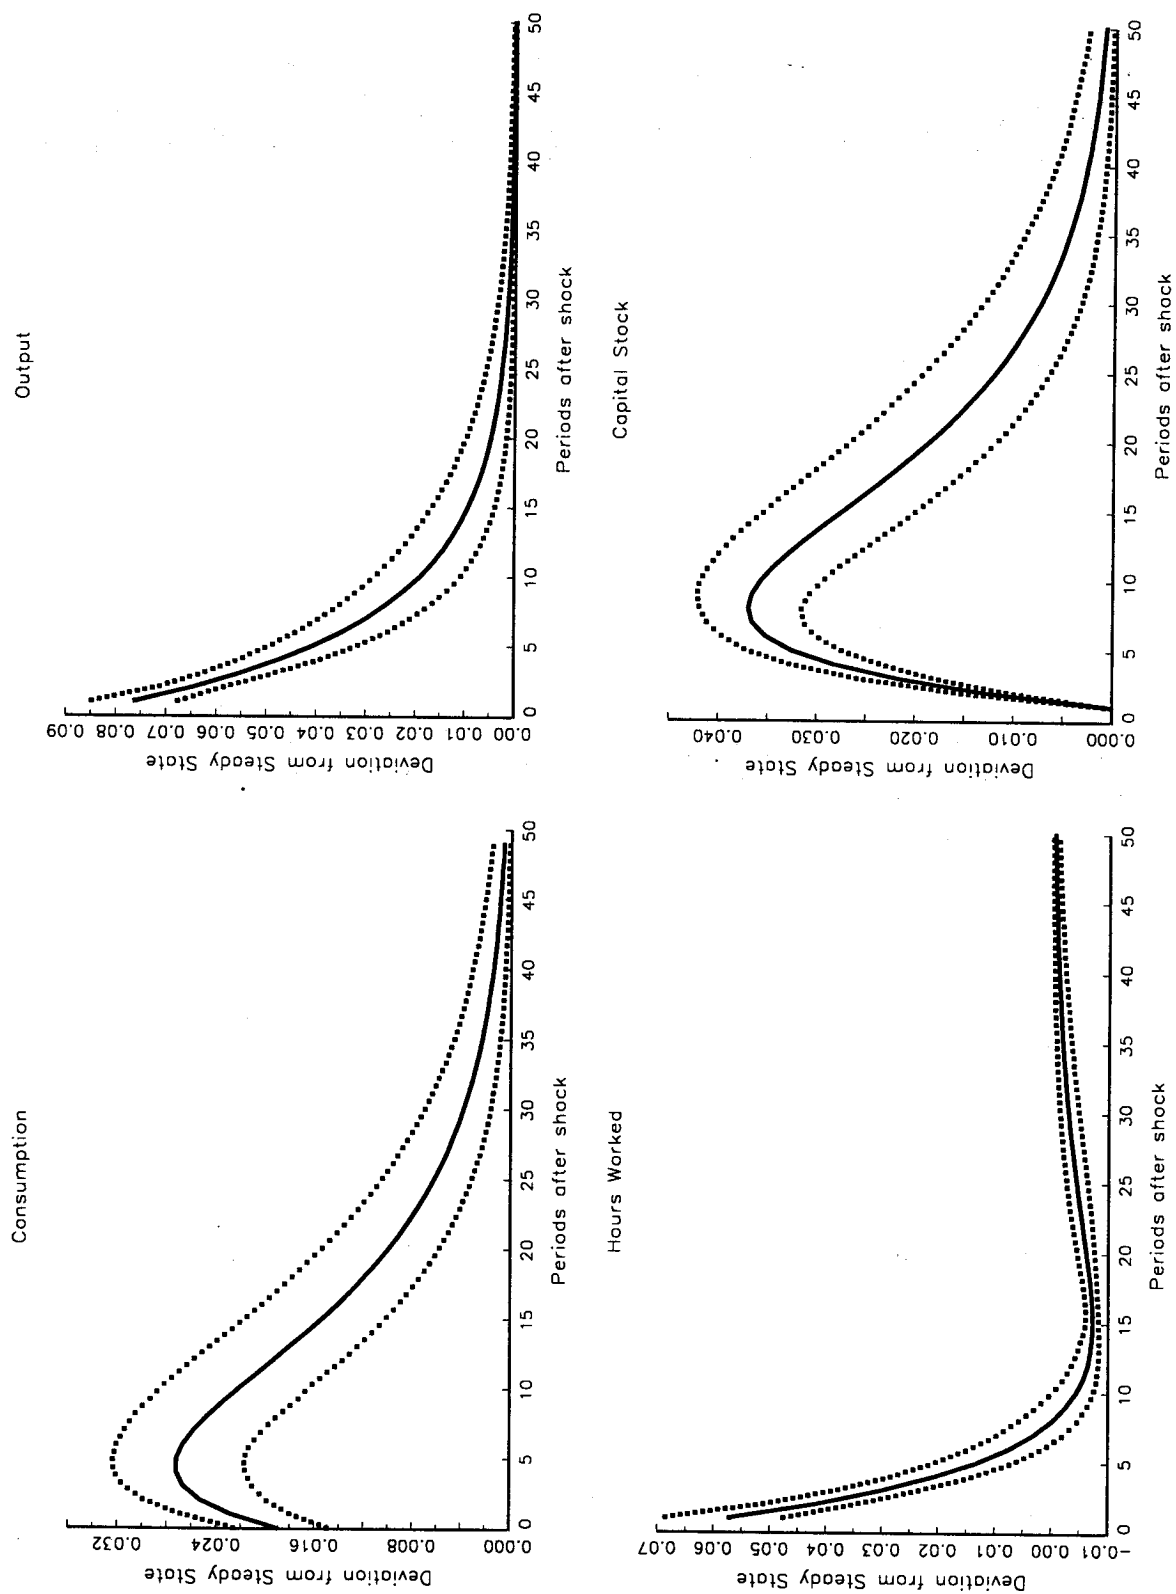 Consumption
Deviation from Steady State
0.032
0.024
0.016
0.008
0.000
0 5 10 15 20 25 30 35 40 45 50
Periods after shock
Output
Deviation from Steady State
0.09
0.08
0.07
0.06
0.05
0.04
0.03
0.02
0.01
0.00
0 5 10 15 20 25 30 35 40 45 50
Periods after shock
Hours Worked
Deviation from Steady State
0.07
0.06
0.05
0.04
0.03
0.02
0.01
0.00
-0.01
0 5 10 15 20 25 30 35 40 45 50
Periods after shock
Capital Stock
Deviation from Steady State
0.040
0.030
0.020
0.010
0.000
0 5 10 15 20 25 30 35 40 45 50
Periods after shock